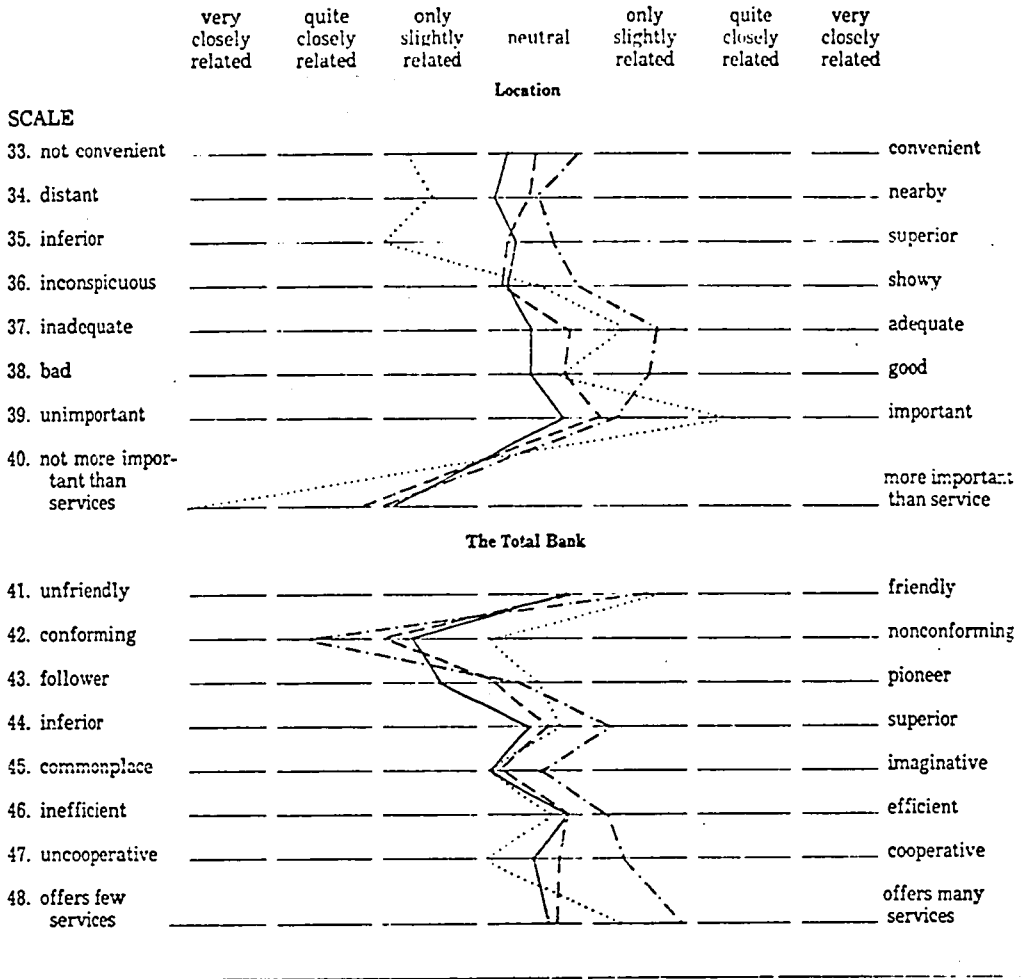 very quite only neutral only quite very
closely closely slightly slightly closely closely
related related related related related related
Location
SCALE
33. not convenient convenient
34. distant nearby
35. inferior superior
36. inconspicuous showy
37. inadequate adequate
38. bad good
39. unimportant important
40. not more impor-
tant than more important
services than service
The Total Bank
41. unfriendly friendly
42. conforming nonconforming
43. follower pioneer
44. inferior superior
45. commonplace imaginative
46. inefficient efficient
47. uncooperative cooperative
48. offers few offers many
services services